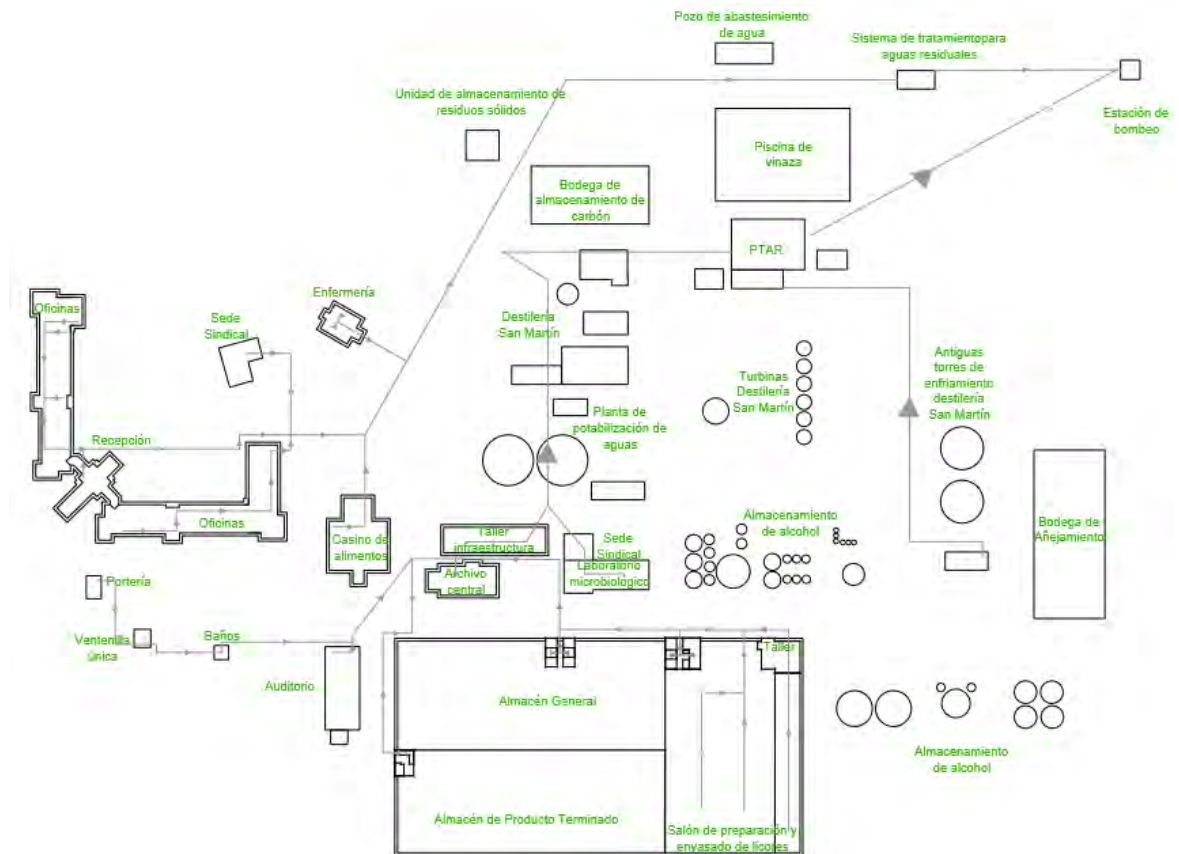 Pozo de abastesimiento
de agua
Sistema de tratamientopara
aguas residuales
Unidad de almacenamiento de
residuos sólidos
Estación de
bombeo
Piscina de
vinaza
Bodega de
almacenamiento de
carbón
PTAR
Enfermería
Oficinas
Sede
Sindical
Destilería
San Martín
Antiguas
torres de
enfriamiento
destilería
San Martín
Turbinas
Destilería
San Martín
Recepción
Planta de
potabilización de
aguas
Oficinas
Casino de
alimentos
Taller
infraestructura
Sede
Sindical
Almacenamiento
de alcohol
Bodega de
Añejamiento
Archivo
central
Laboratorio
microbiológico
Portería
Ventenilla
única
Baños
Auditorio
Taller
Almacén General
Almacenamiento
de alcohol
Almacén de Producto Terminado
Salón de preparación y
envasado de licores